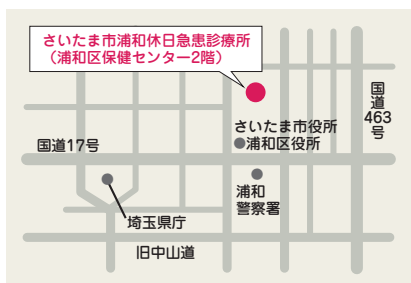 さいたま市浦和休日急患診療所
（浦和区保健センター2階）
国道463号
さいたま市役所
浦和区役所
国道17号
浦和
警察署
埼玉県庁
旧中山道